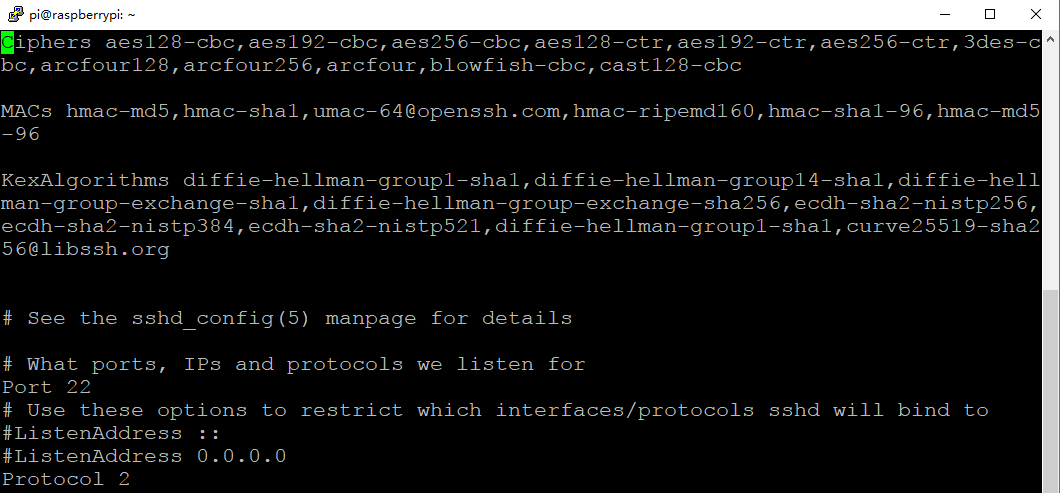 pi@raspberrypi: ~
Ciphers aes128-cbc,aes192-cbc,aes256-cbc,aes128-ctr,aes192-ctr,aes256-ctr,3des-c
bc,arcfour128,arcfour256,arcfour,blowfish-cbc,cast128-cbc
MACs hmac-md5,hmac-sha1,umac-64@openssh.com,hmac-ripemd160,hmac-sha1-96,hmac-md5
-96
KexAlgorithms diffie-hellman-group1-sha1,diffie-hellman-group14-sha1,diffie-hell
man-group-exchange-sha1,diffie-hellman-group-exchange-sha256,ecdh-sha2-nistp256,
ecdh-sha2-nistp384,ecdh-sha2-nistp521,diffie-hellman-group1-sha1,curve25519-sha2
56@libssh.org
# See the sshd_config(5) manpage for details
# What ports, IPs and protocols we listen for
Port 22
# Use these options to restrict which interfaces/protocols sshd will bind to
#ListenAddress ::
#ListenAddress 0.0.0.0
Protocol 2